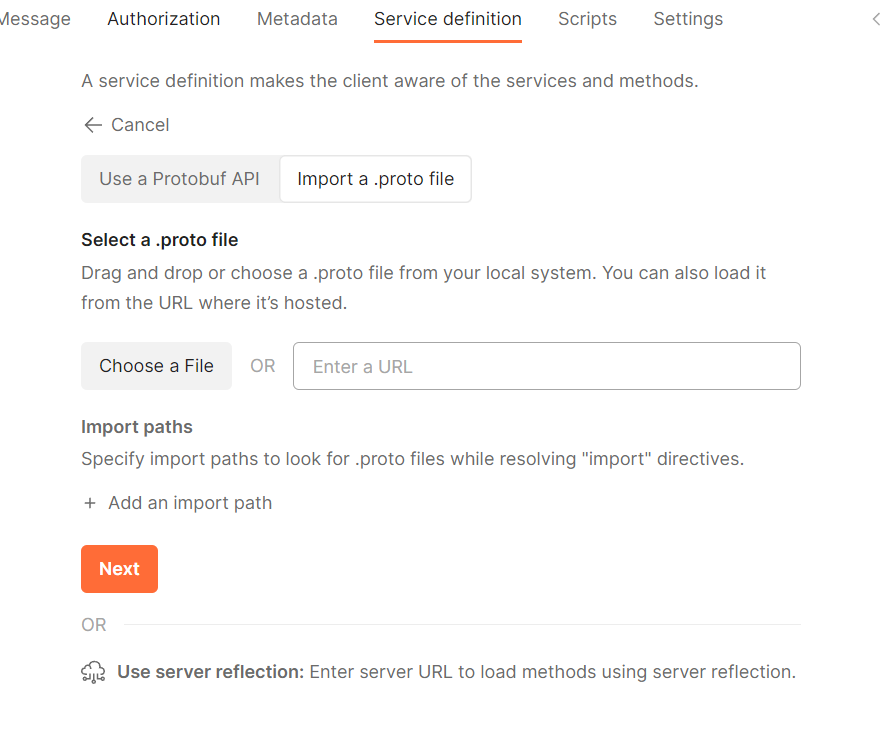 Message Authorization Metadata Service definition Scripts Settings
A service definition makes the client aware of the services and methods.
Cancel
Use a Protobuf API Import a .proto file
Select a .proto file
Drag and drop or choose a .proto file from your local system. You can also load it
from the URL where it’s hosted.
Choose a File OR Enter a URL
Import paths
Specify import paths to look for .proto files while resolving "import" directives.
+ Add an import path
Next
OR
Use server reflection: Enter server URL to load methods using server reflection.